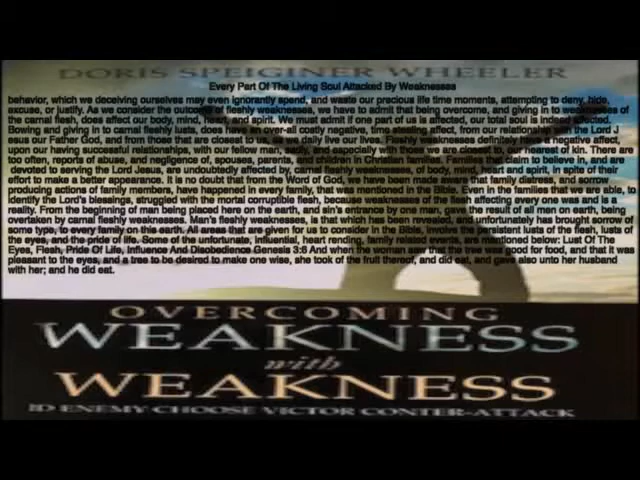 DORIS SPEIGINER WHEELER
Every Part Of The Living Soul Attacked By Weaknesses
behavior, which we deceiving ourselves may even ignorantly spend, and waste our precious life time moments, attempting to deny, hide,
excuse, or justify. As we consider the outcome of fleshly weaknesses, we have to admit that being overcome, and giving in to weaknesses of
the carnal flesh, does affect our body, mind, heart, and spirit. We must admit if one part of us is affected, our total soul is indeed affected.
Bowing and giving in to carnal fleshly lusts, does have an over-all costly negative, time stealing affect, from our relationship with the Lord J
esus our Father God, and from those that are closest to us, as we daily live our lives. Fleshly weaknesses definitely have a negative affect,
upon our having successful relationships, with our fellow man, sadly, and especially with those we are closest to, our nearest of kin. There are
too often, reports of abuse, and negligence of, spouses, parents, and children in Christian families. Families that claim to believe in, and are
devoted to serving the Lord Jesus, are undoubtedly affected by, carnal fleshly weaknesses, of body, mind, heart and spirit, in spite of their
effort to make a better appearance. It is no doubt that from the Word of God, we have been made aware that family distress, and sorrow
producing actions of family members, have happened in every family, that was mentioned in the Bible. Even in the families that we are able, to
identify the Lord's blessings, struggled with the mortal corruptible flesh, because weaknesses of the flesh affecting every one was and is a
reality. From the beginning of man being placed here on the earth, and sin's entrance by one man, gave the result of all men on earth, being
overtaken by carnal fleshly weaknesses. Man's fleshly weakness, is that which has been revealed, and unfortunately has brought sorrow of
some type, to every family on this earth. All areas that are given for us to consider in the Bible, involve the persistent lusts of the flesh, lusts of
the eyes, and the pride of life. Some of the unfortunate, influential, heart rending, family related events, are mentioned below: Lust Of The
Eyes, Flesh, Pride Of Life, Influence And Disobedience Genesis 3:6 And when the woman saw that the tree was good for food, and that it was
pleasant to the eyes, and a tree to be desired to make one wise, she took of the fruit thereof, and did eat, and gave also unto her husband
with her; and he did eat.
OVERCOMING
WEAKNESS
with
WEAKNESS
ID ENEMY CHOOSE VICTOR CONTER-ATTACK